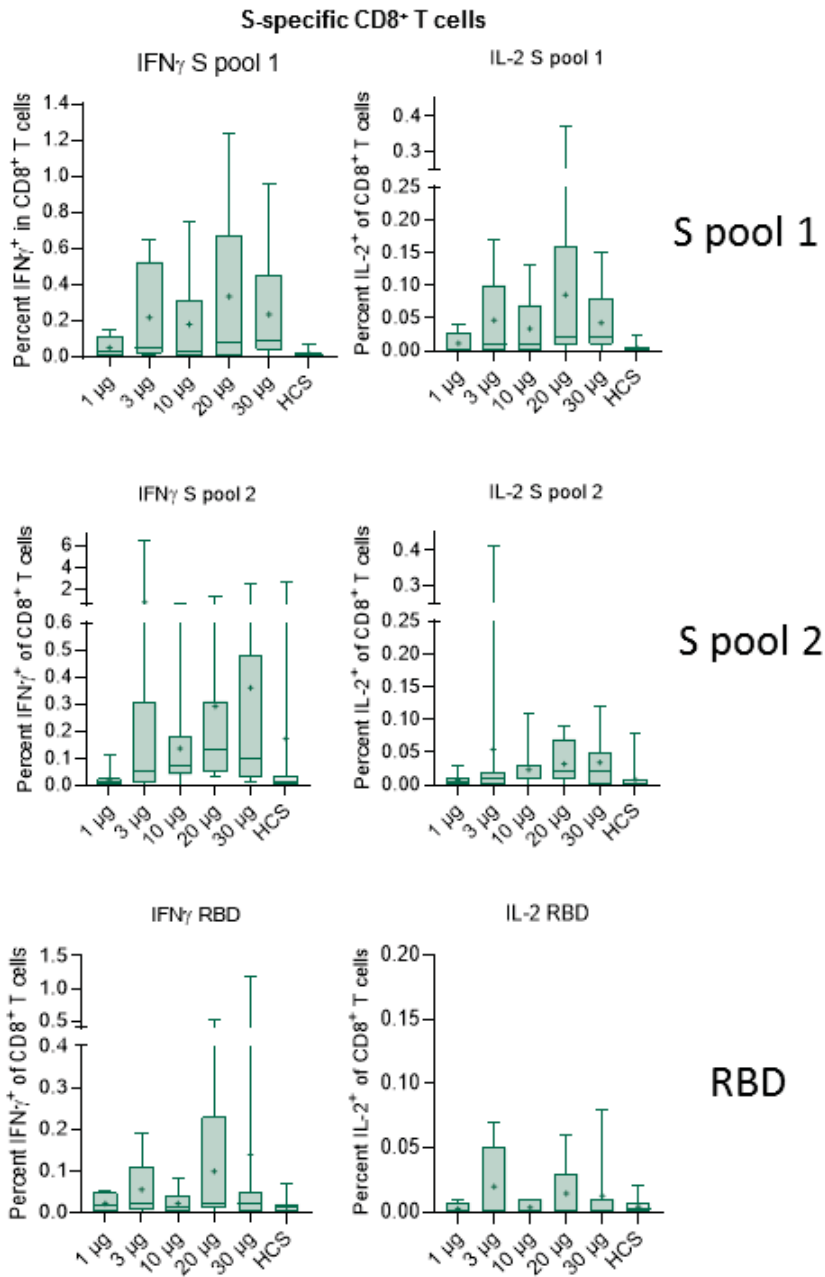 S-specific CD8⁺ T cells
IFNγ S pool 1
Percent IFNγ⁺ in CD8⁺ T cells
1.4
1.2
1.0
0.8
0.6
0.4
0.2
0.0
1 µg
3 µg
10 µg
20 µg
30 µg
HCS
IL-2 S pool 1
Percent IL-2⁺ of CD8⁺ T cells
0.4
0.3
0.25
0.20
0.15
0.10
0.05
0.00
1 µg
3 µg
10 µg
20 µg
30 µg
HCS
S pool 1
IFNγ S pool 2
Percent IFNγ⁺ of CD8⁺ T cells
6
4
2
0.6
0.5
0.4
0.3
0.2
0.1
0.0
1 µg
3 µg
10 µg
20 µg
30 µg
HCS
IL-2 S pool 2
Percent IL-2⁺ of CD8⁺ T cells
0.4
0.3
0.25
0.20
0.15
0.10
0.05
0.00
1 µg
3 µg
10 µg
20 µg
30 µg
HCS
S pool 2
IFNγ RBD
Percent IFNγ⁺ of CD8⁺ T cells
1.5
1.0
0.5
0.4
0.3
0.2
0.1
0.0
1 µg
3 µg
10 µg
20 µg
30 µg
HCS
IL-2 RBD
Percent IL-2⁺ of CD8⁺ T cells
0.20
0.15
0.10
0.05
0.00
1 µg
3 µg
10 µg
20 µg
30 µg
HCS
RBD